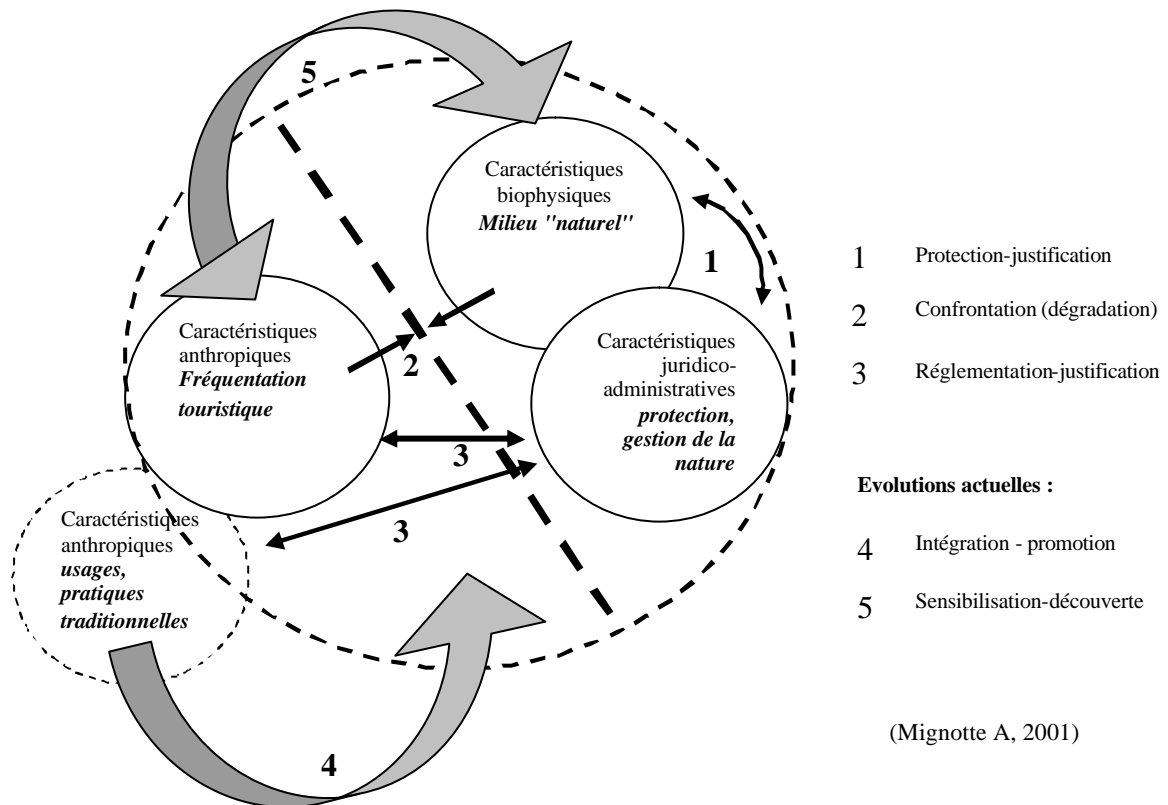 5
Caractéristiques
biophysiques
Milieu "naturel"
1
Caractéristiques
anthropiques
Fréquentation
touristique
2
Caractéristiques
juridico-
administratives
protection,
gestion de la
nature
3
3
Caractéristiques
anthropiques
usages,
pratiques
traditionnelles
4
1 Protection-justification
2 Confrontation (dégradation)
3 Réglementation-justification
Evolutions actuelles :
4 Intégration - promotion
5 Sensibilisation-découverte
(Mignotte A, 2001)